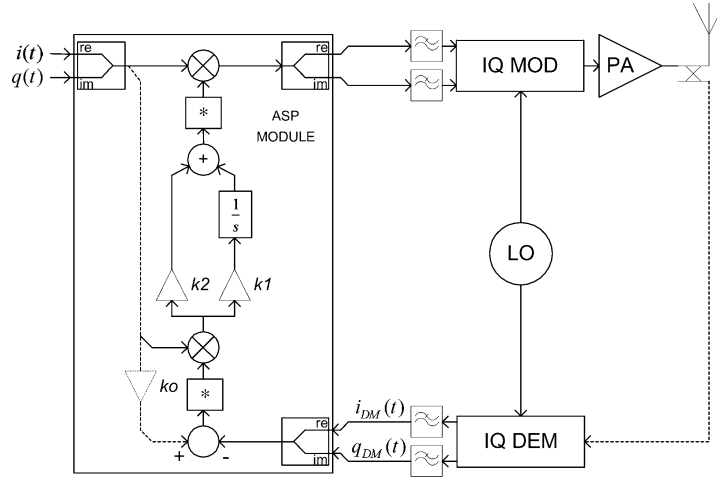 i(t)
q(t)
re
im
re
im
*
ASP
MODULE
+
1
s
k2
k1
ko
*
+
-
re
im
i_DM(t)
q_DM(t)
IQ MOD
PA
LO
IQ DEM